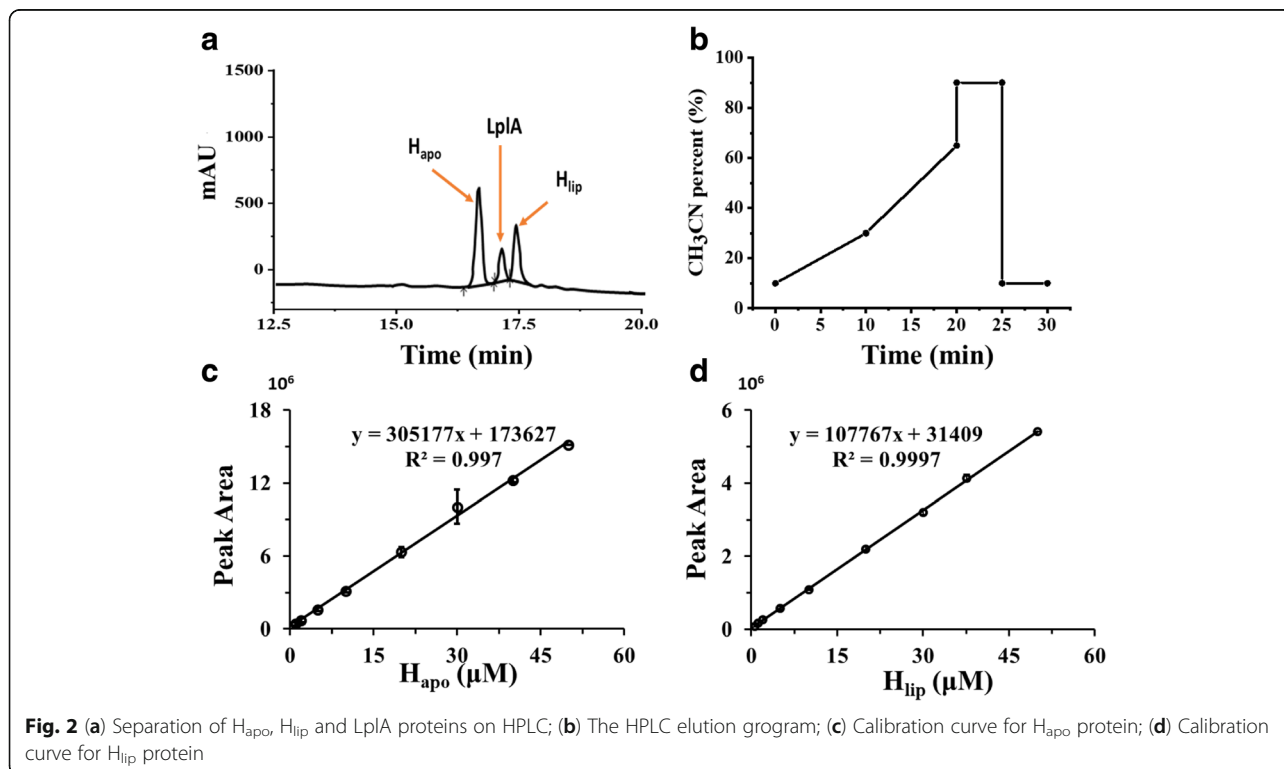 a
1500
1000
500
0
mAU
H_apo
LplA
H_lip
12.5 15.0 17.5 20.0
Time (min)
b
100
80
60
40
20
0
CH₃CN percent (%)
0 5 10 15 20 25 30
Time (min)
c
10⁶
18
12
6
0
Peak Area
y = 305177x + 173627
R² = 0.997
0 15 30 45 60
H_apo (µM)
d
10⁶
6
4
2
0
Peak Area
y = 107767x + 31409
R² = 0.9997
0 15 30 45 60
H_lip (µM)
Fig. 2 (a) Separation of H_apo, H_lip and LplA proteins on HPLC; (b) The HPLC elution grogram; (c) Calibration curve for H_apo protein; (d) Calibration
curve for H_lip protein